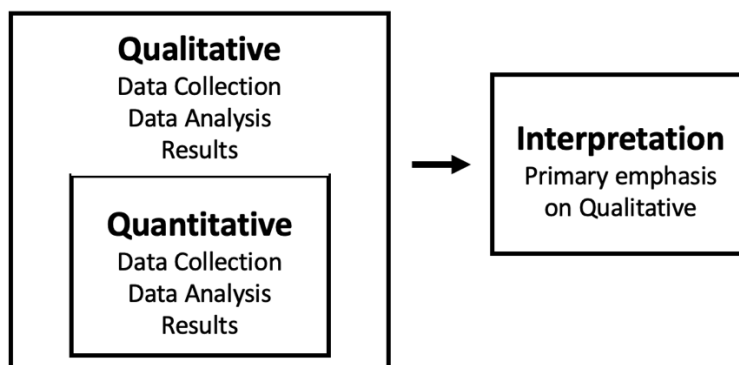 Qualitative
Data Collection
Data Analysis
Results
Quantitative
Data Collection
Data Analysis
Results
Interpretation
Primary emphasis
on Qualitative